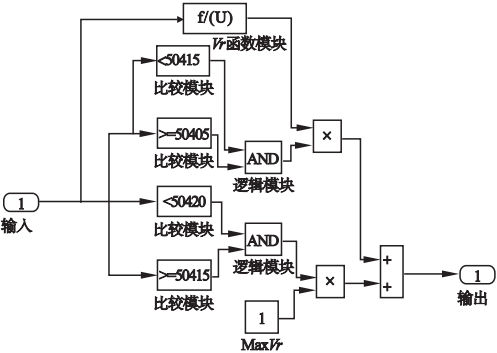 f/(U)
Vr函数模块
<50415
比较模块
>=50405
比较模块
×
AND
逻辑模块
1
输入
<50420
比较模块
AND
逻辑模块
>=50415
比较模块
×
+
+
1
输出
1
MaxVr